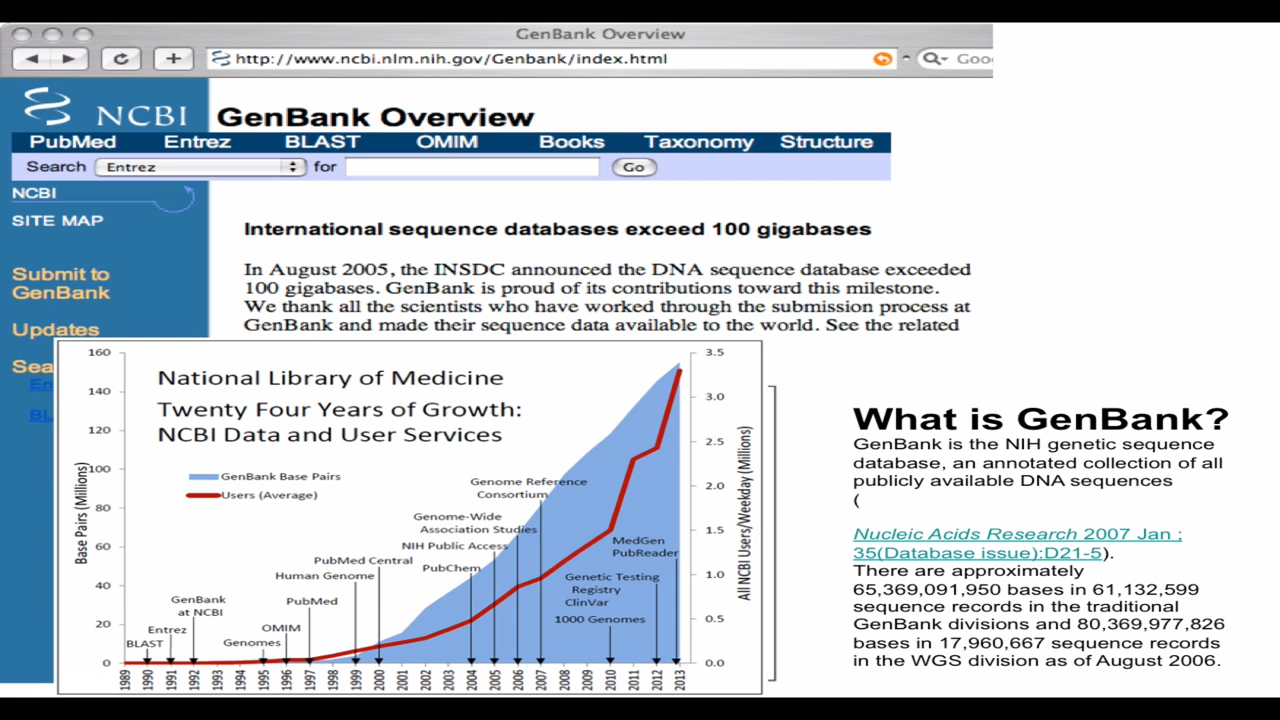 GenBank Overview
http://www.ncbi.nlm.nih.gov/Genbank/index.html
Goo
NCBI
GenBank Overview
PubMed Entrez BLAST OMIM Books Taxonomy Structure
Search Entrez for Go
NCBI
SITE MAP
Submit to
GenBank
Updates
Sea
En
BL
International sequence databases exceed 100 gigabases
In August 2005, the INSDC announced the DNA sequence database exceeded
100 gigabases. GenBank is proud of its contributions toward this milestone.
We thank all the scientists who have worked through the submission process at
GenBank and made their sequence data available to the world. See the related
National Library of Medicine
Twenty Four Years of Growth:
NCBI Data and User Services
GenBank Base Pairs
Users (Average)
Base Pairs (Millions)
160
140
120
100
80
60
40
20
0
BLAST
Entrez
GenBank
at NCBI
Genomes
OMIM
PubMed
Human Genome
PubMed Central
PubChem
NIH Public Access
Genome-Wide
Association Studies
Genome Reference
Consortium
1000 Genomes
Genetic Testing
Registry
ClinVar
MedGen
PubReader
3.5
3.0
2.5
2.0
1.5
1.0
0.5
0.0
All NCBI Users/Weekday (Millions)
1989 1990 1991 1992 1993 1994 1995 1996 1997 1998 1999 2000 2001 2002 2003 2004 2005 2006 2007 2008 2009 2010 2011 2012 2013
What is GenBank?
GenBank is the NIH genetic sequence
database, an annotated collection of all
publicly available DNA sequences
(
Nucleic Acids Research 2007 Jan ;
35(Database issue):D21-5).
There are approximately
65,369,091,950 bases in 61,132,599
sequence records in the traditional
GenBank divisions and 80,369,977,826
bases in 17,960,667 sequence records
in the WGS division as of August 2006.